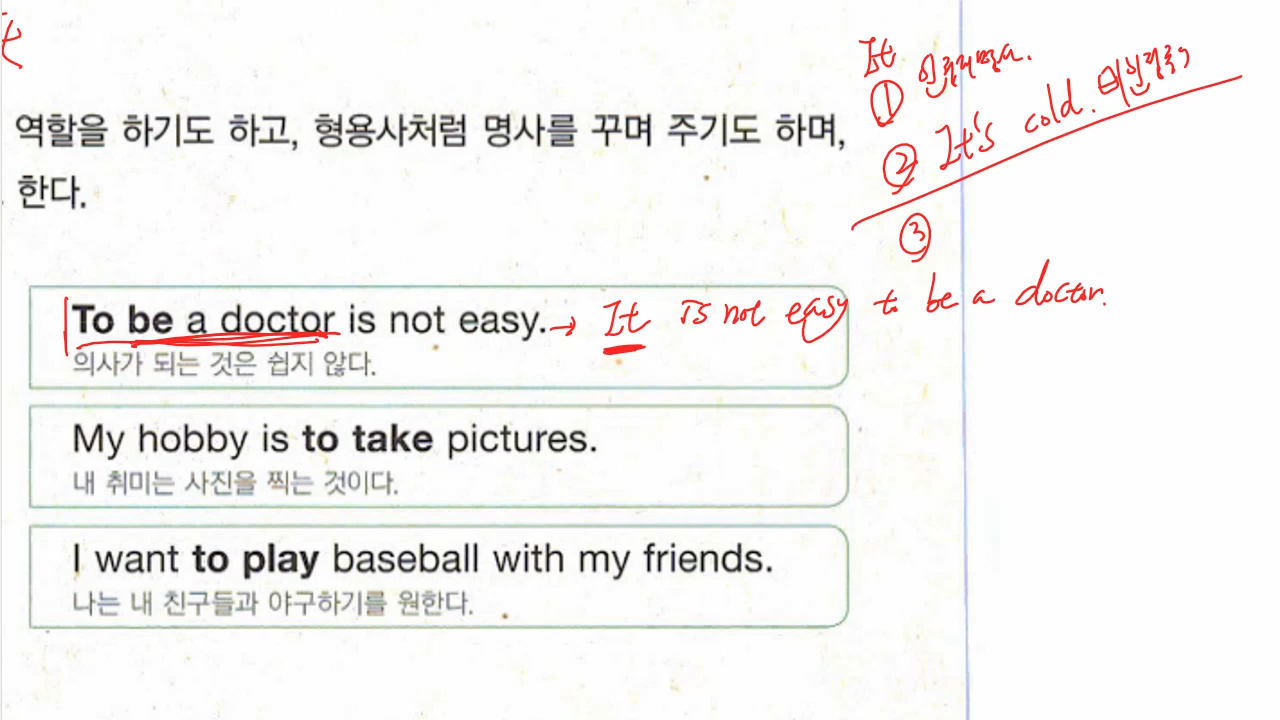 It
① 인칭대명사.
② It's cold. 비인칭주어
③
역할을 하기도 하고, 형용사처럼 명사를 꾸며 주기도 하며,
한다.
To be a doctor is not easy. → It is not easy to be a doctor.
의사가 되는 것은 쉽지 않다.
My hobby is to take pictures.
내 취미는 사진을 찍는 것이다.
I want to play baseball with my friends.
나는 내 친구들과 야구하기를 원한다.